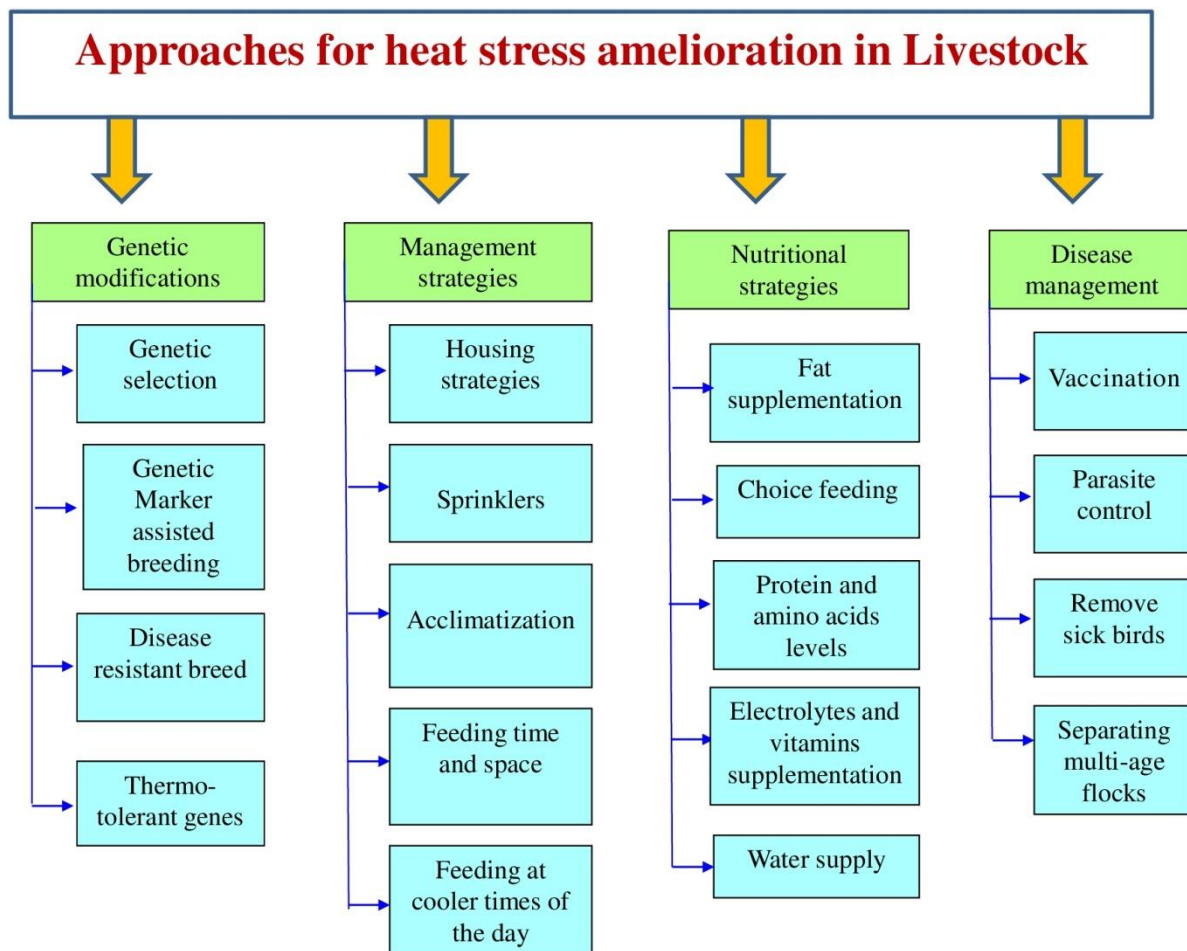 Approaches for heat stress amelioration in Livestock
Genetic
modifications
Genetic
selection
Genetic
Marker
assisted
breeding
Disease
resistant breed
Thermo-
tolerant genes
Management
strategies
Housing
strategies
Sprinklers
Acclimatization
Feeding time
and space
Feeding at
cooler times of
the day
Nutritional
strategies
Fat
supplementation
Choice feeding
Protein and
amino acids
levels
Electrolytes and
vitamins
supplementation
Water supply
Disease
management
Vaccination
Parasite
control
Remove
sick birds
Separating
multi-age
flocks